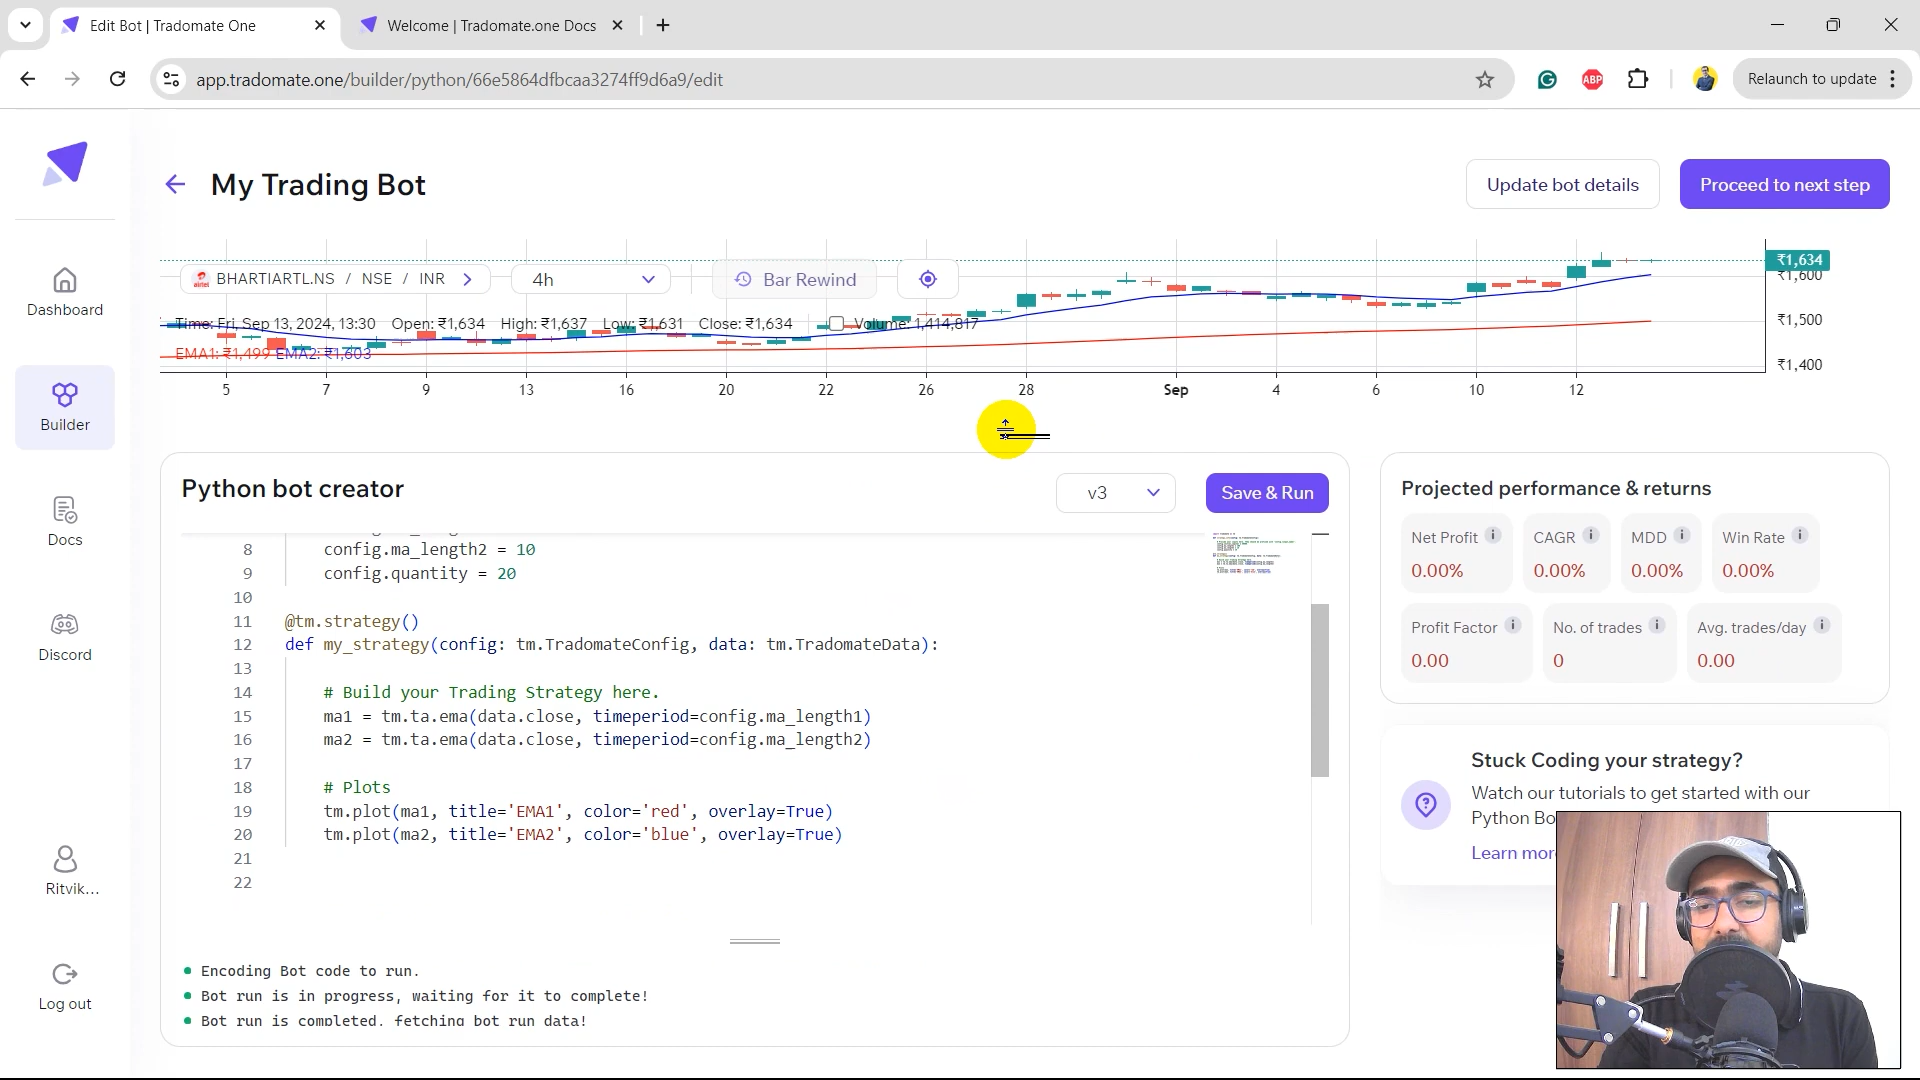 Edit Bot | Tradomate One
Welcome | Tradomate.one Docs
app.tradomate.one/builder/python/66e5864dfbcaa3274ff9d6a9/edit
ABP
Relaunch to update
My Trading Bot
Update bot details
Proceed to next step
Dashboard
Builder
Docs
Discord
Ritvik...
Log out
airtel
BHARTIARTL.NS / NSE / INR
4h
Bar Rewind
Time: Fri, Sep 13, 2024, 13:30 Open: ₹1,634 High: ₹1,637 Low: ₹1,631 Close: ₹1,634 Volume: 1,414,817
EMA1: ₹1,499 EMA2: ₹1,603
₹1,634
₹1,600
₹1,500
₹1,400
5 7 9 13 16 20 22 26 28 Sep 4 6 10 12
Python bot creator
v3
Save & Run
8 config.ma_length2 = 10
9 config.quantity = 20
10
11 @tm.strategy()
12 def my_strategy(config: tm.TradomateConfig, data: tm.TradomateData):
13
14 # Build your Trading Strategy here.
15 ma1 = tm.ta.ema(data.close, timeperiod=config.ma_length1)
16 ma2 = tm.ta.ema(data.close, timeperiod=config.ma_length2)
17
18 # Plots
19 tm.plot(ma1, title='EMA1', color='red', overlay=True)
20 tm.plot(ma2, title='EMA2', color='blue', overlay=True)
21
22
Encoding Bot code to run.
Bot run is in progress, waiting for it to complete!
Bot run is completed, fetching bot run data!
Projected performance & returns
Net Profit
0.00%
CAGR
0.00%
MDD
0.00%
Win Rate
0.00%
Profit Factor
0.00
No. of trades
0
Avg. trades/day
0.00
Stuck Coding your strategy?
Watch our tutorials to get started with our
Python Bo
Learn mor